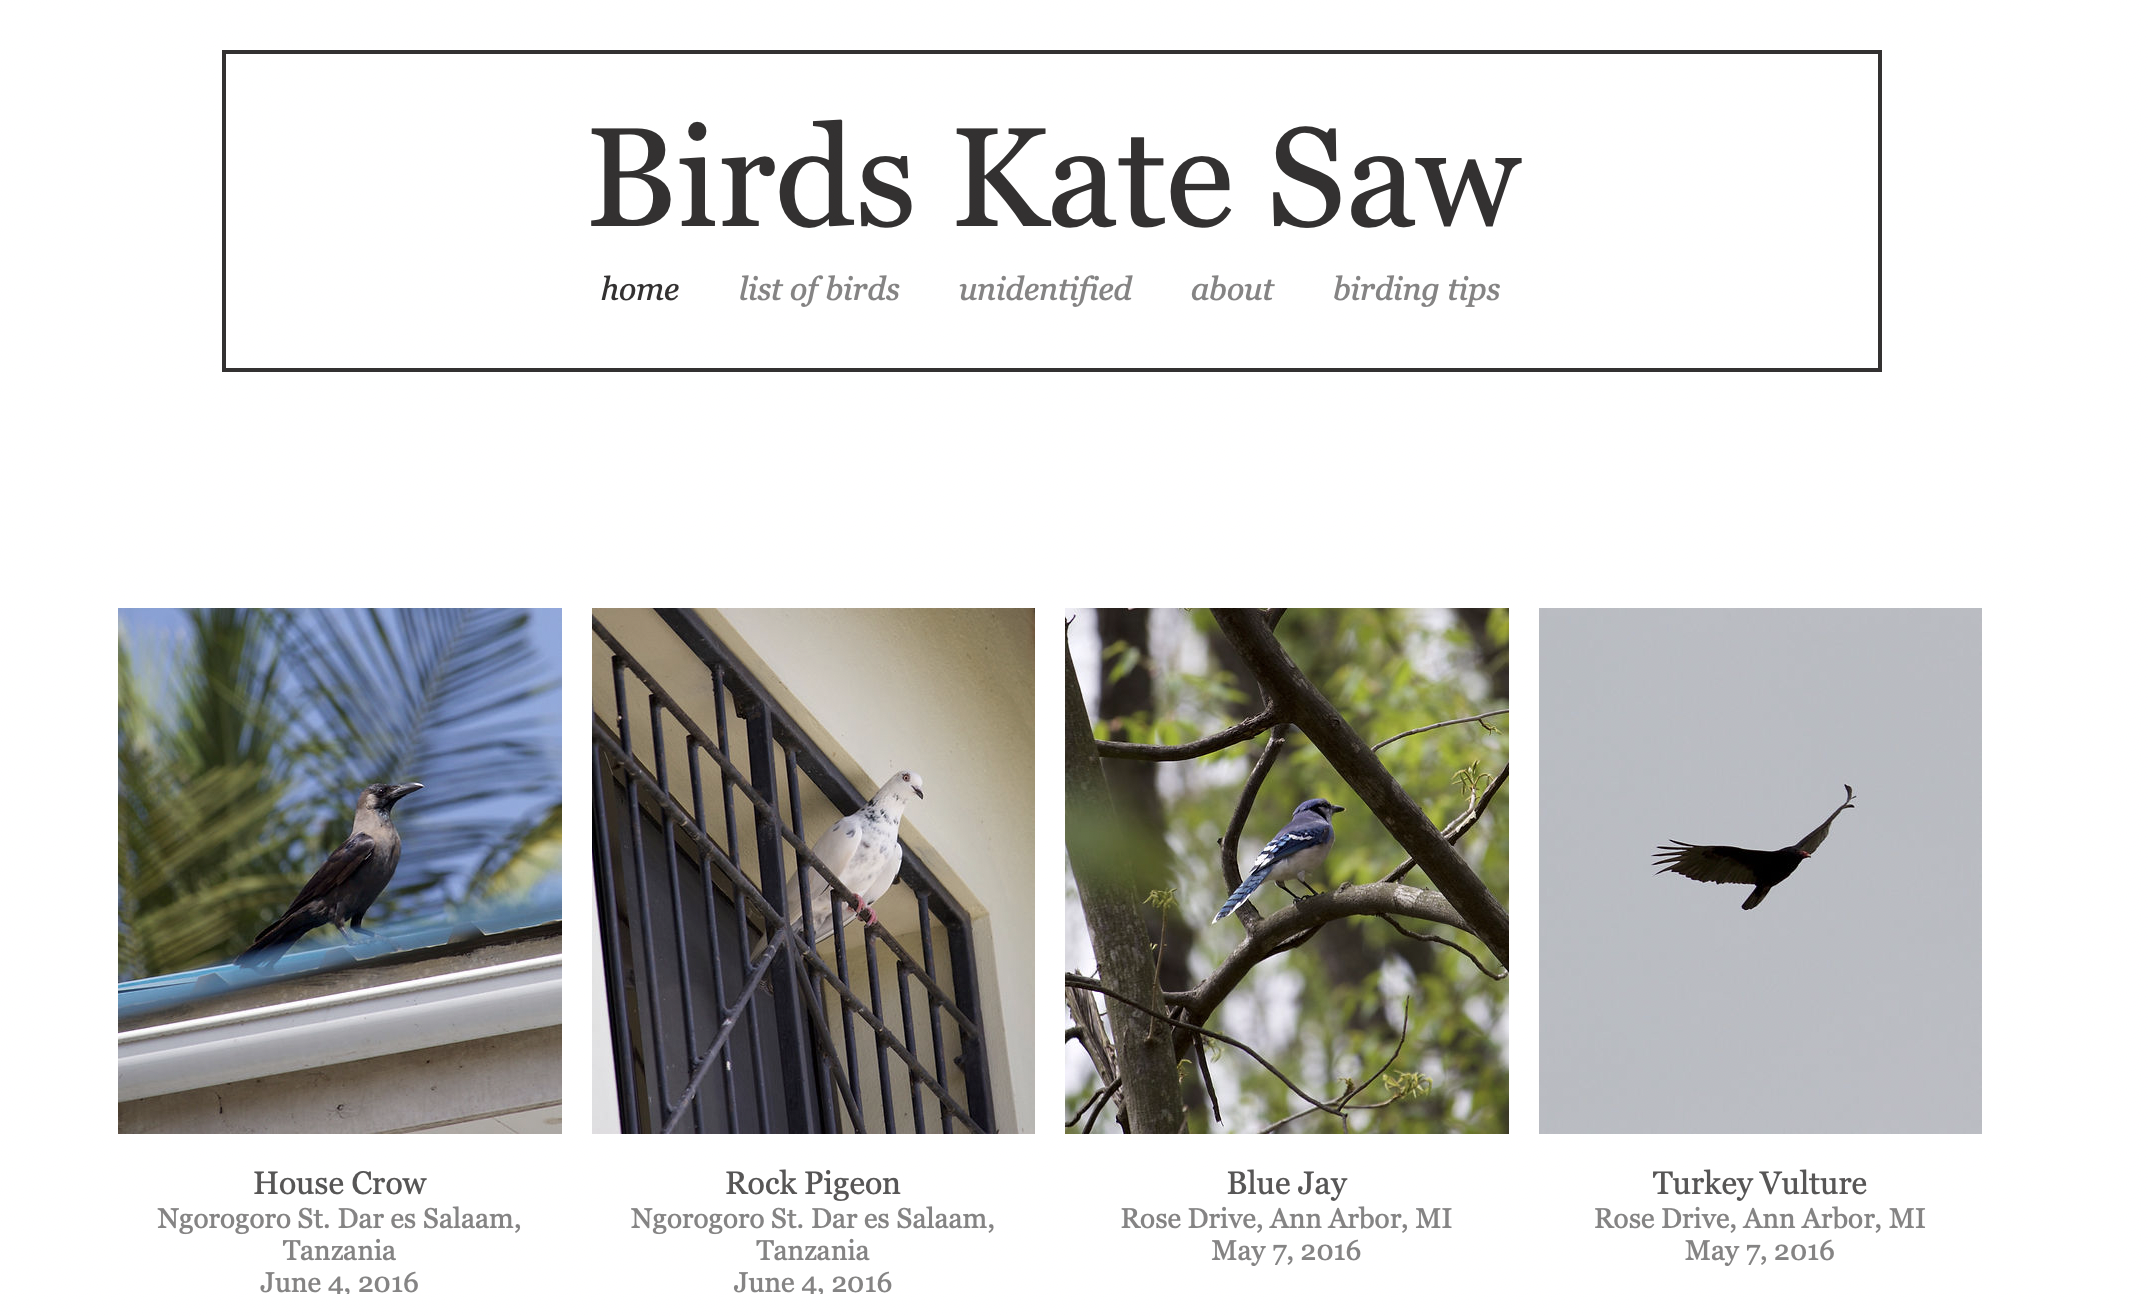 Birds Kate Saw
home list of birds unidentified about birding tips
House Crow
Ngorogoro St. Dar es Salaam,
Tanzania
June 4, 2016
Rock Pigeon
Ngorogoro St. Dar es Salaam,
Tanzania
June 4, 2016
Blue Jay
Rose Drive, Ann Arbor, MI
May 7, 2016
Turkey Vulture
Rose Drive, Ann Arbor, MI
May 7, 2016